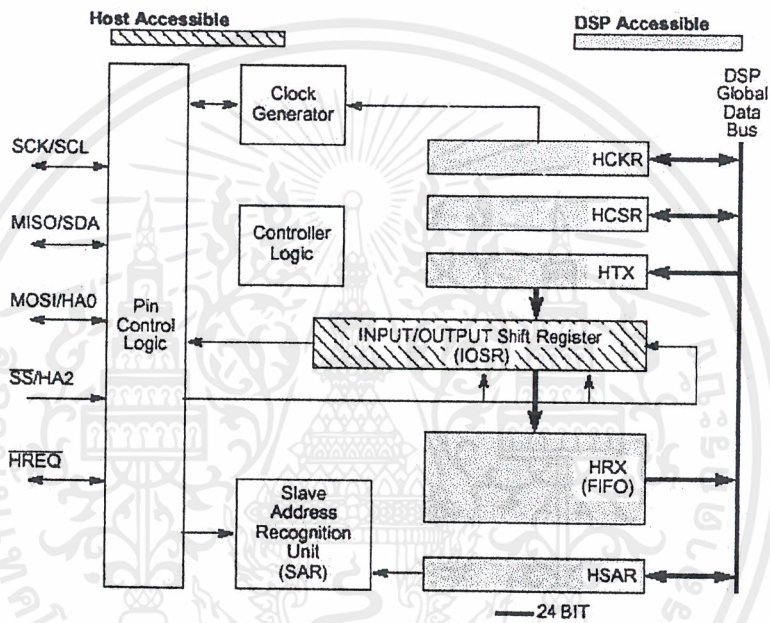 Host Accessible
DSP Accessible
DSP
Global
Data
Bus
Clock
Generator
SCK/SCL
HCKR
MISO/SDA
HCSR
Controller
Logic
HTX
MOSI/HA0
Pin
Control
Logic
INPUT/OUTPUT Shift Register
(IOSR)
SS/HA2
HRX
(FIFO)
HREQ
Slave
Address
Recognition
Unit
(SAR)
HSAR
24 BIT